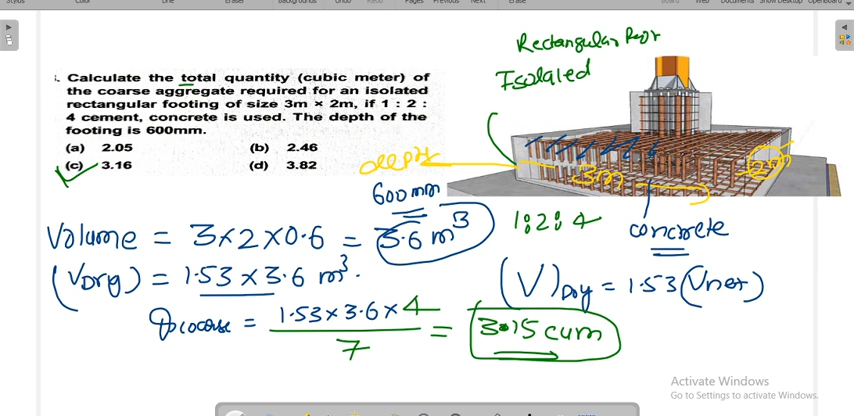 Rectangular
Isolated
Calculate the total quantity (cubic meter) of
the coarse aggregate required for an isolated
rectangular footing of size 3m × 2m, if 1 : 2 :
4 cement, concrete is used. The depth of the
footing is 600mm.
(a) 2.05 (b) 2.46
(c) 3.16 (d) 3.82
depth
600mm
3m
2m
1:2:4
concrete
Volume = 3×2×0.6 = 3.6 m³
= 1.53 × 3.6 m³.
= 1.53(Vwet)
= 1.53×3.6×4 / 7 = 3.15 cum
Activate Windows
Go to Settings to activate Windows.